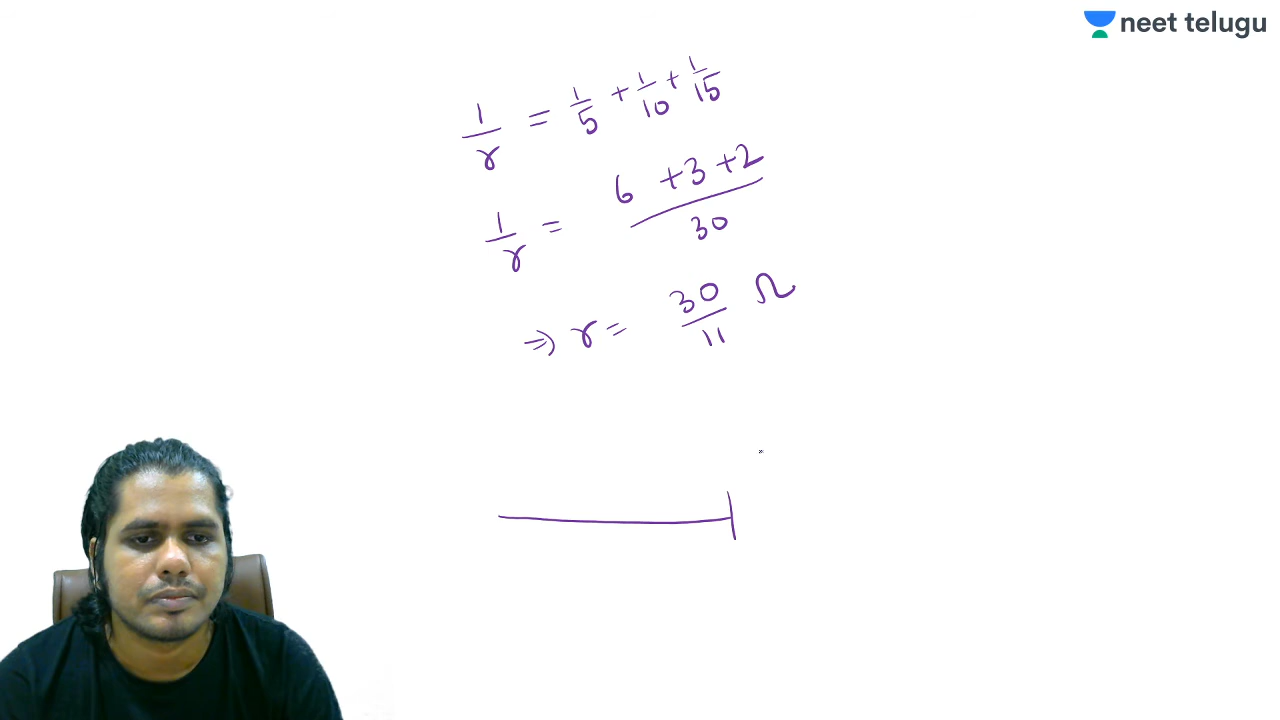 neet telugu
1/r = 1/5 + 1/10 + 1/15
1/r = (6 + 3 + 2)/30
⇒ r = 30/11 Ω